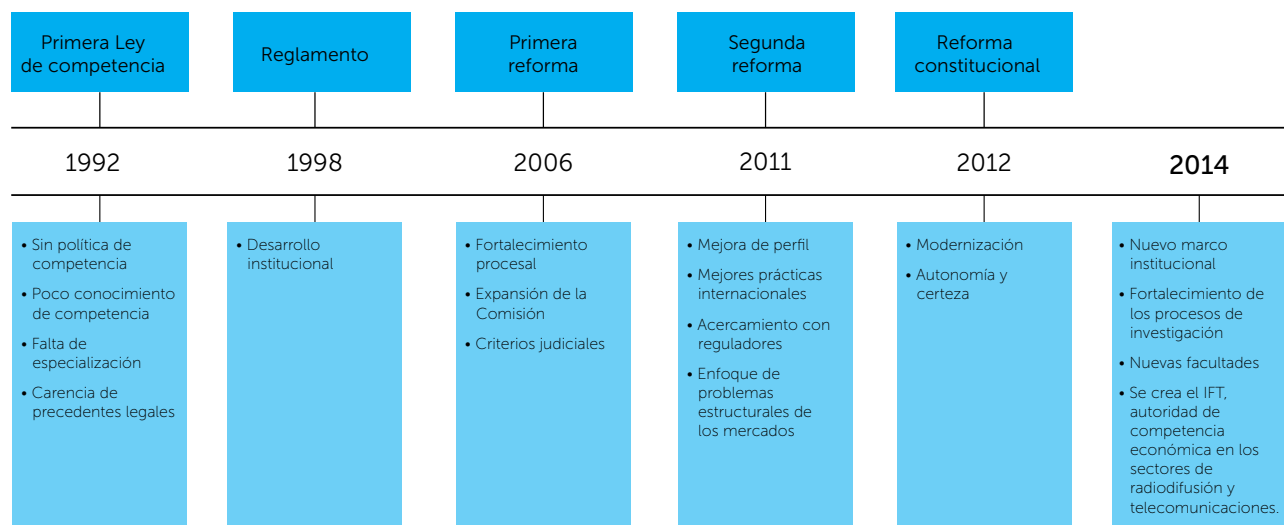 Primera Ley
de competencia
Reglamento
Primera
reforma
Segunda
reforma
Reforma
constitucional
1992
1998
2006
2011
2012
2014
• Sin política de
competencia
• Poco conocimiento
de competencia
• Falta de
especialización
• Carencia de
precedentes legales
• Desarrollo
institucional
• Fortalecimiento
procesal
• Expansión de la
Comisión
• Criterios judiciales
• Mejora de perfil
• Mejores prácticas
internacionales
• Acercamiento con
reguladores
• Enfoque de
problemas
estructurales de
los mercados
• Modernización
• Autonomía y
certeza
• Nuevo marco
institucional
• Fortalecimiento de
los procesos de
investigación
• Nuevas facultades
• Se crea el IFT,
autoridad de
competencia
económica en los
sectores de
radiodifusión y
telecomunicaciones.